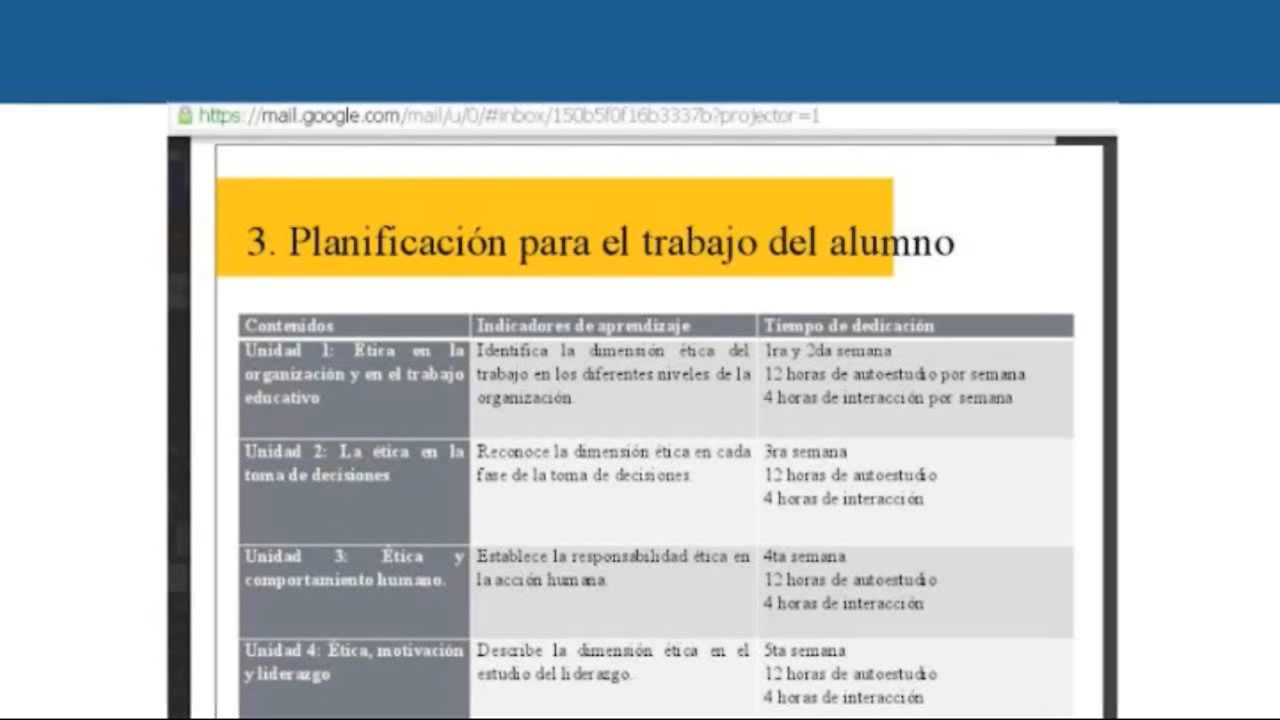 https://mail.google.com/mail/u/0/#inbox/150b5f0f16b3337b?projector=1
3. Planificación para el trabajo del alumno
Contenidos
Indicadores de aprendizaje
Tiempo de dedicación
Unidad 1: Etica en la
organización y en el trabajo
educativo
Identifica la dimensión ética del
trabajo en los diferentes niveles de la
organización.
1ra y 2da semana
12 horas de autoestudio por semana
4 horas de interacción por semana
Unidad 2: La ética en la
toma de decisiones
Reconoce la dimensión ética en cada
fase de la toma de decisiones.
3ra semana
12 horas de autoestudio
4 horas de interacción
Unidad 3: Ética y
comportamiento humano.
Establece la responsabilidad ética en
la acción humana.
4ta semana
12 horas de autoestudio
4 horas de interacción
Unidad 4: Ética, motivación
y liderazgo
Describe la dimensión ética en el
estudio del liderazgo.
5ta semana
12 horas de autoestudio
4 horas de interacción